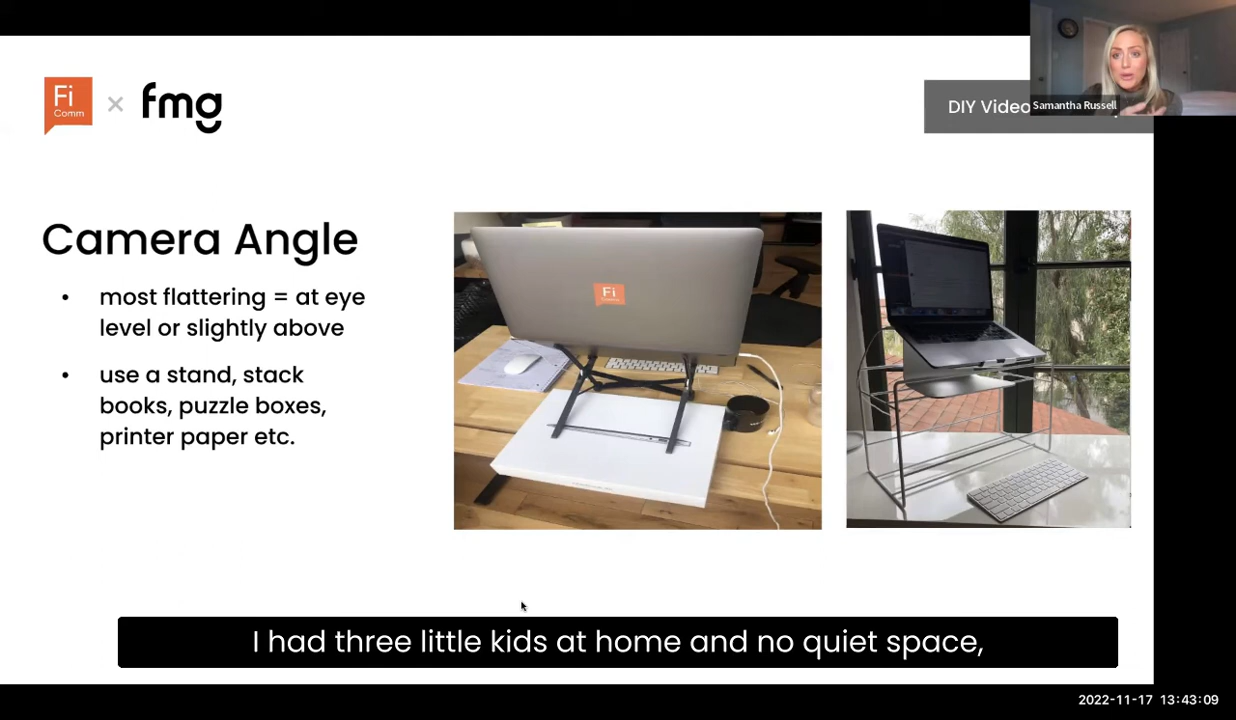 Fi
Comm
×
fmg
DIY Video
Samantha Russell
Camera Angle
• most flattering = at eye
level or slightly above
• use a stand, stack
books, puzzle boxes,
printer paper etc.
Fi
I had three little kids at home and no quiet space,
2022-11-17 13:43:09